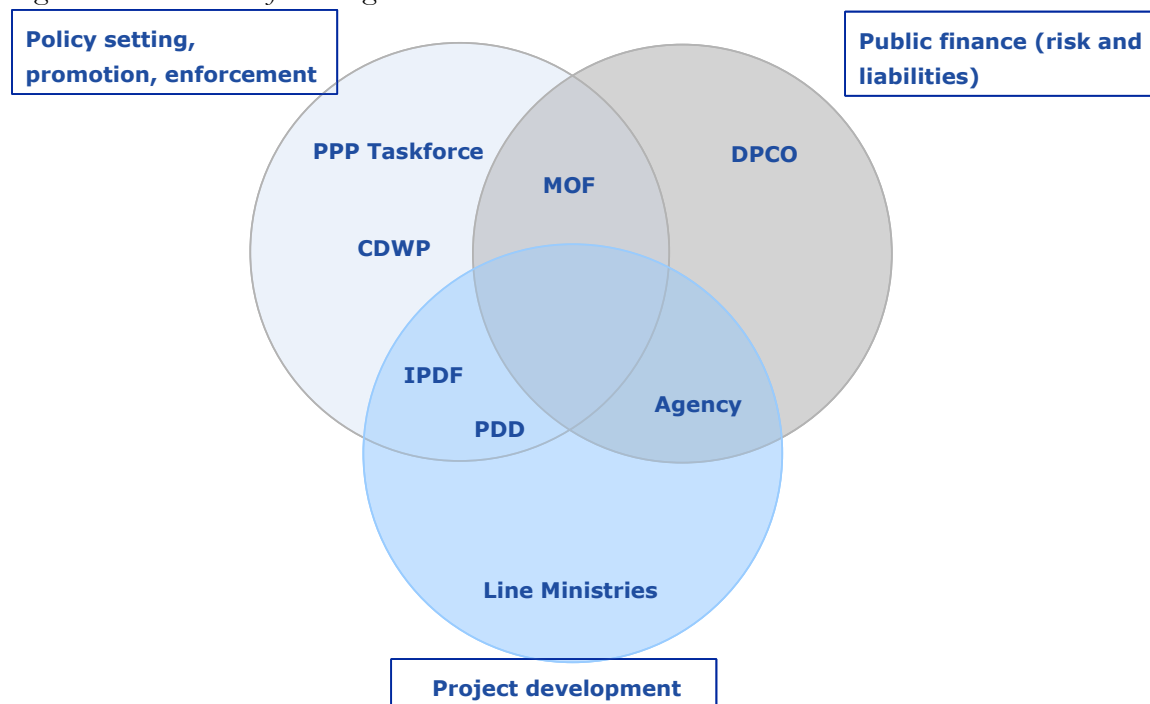 Policy setting,
promotion, enforcement
Public finance (risk and
liabilities)
PPP Taskforce
DPCO
MOF
CDWP
IPDF
Agency
PDD
Line Ministries
Project development